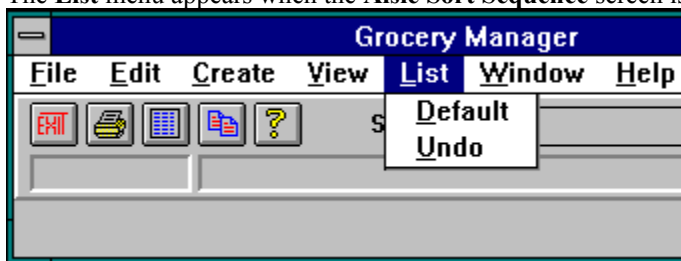 The List menu appears when the Aisle Sort Sequence screen is
Grocery Manager
File Edit Create View List Window Help
EXIT ? S
Default
Undo